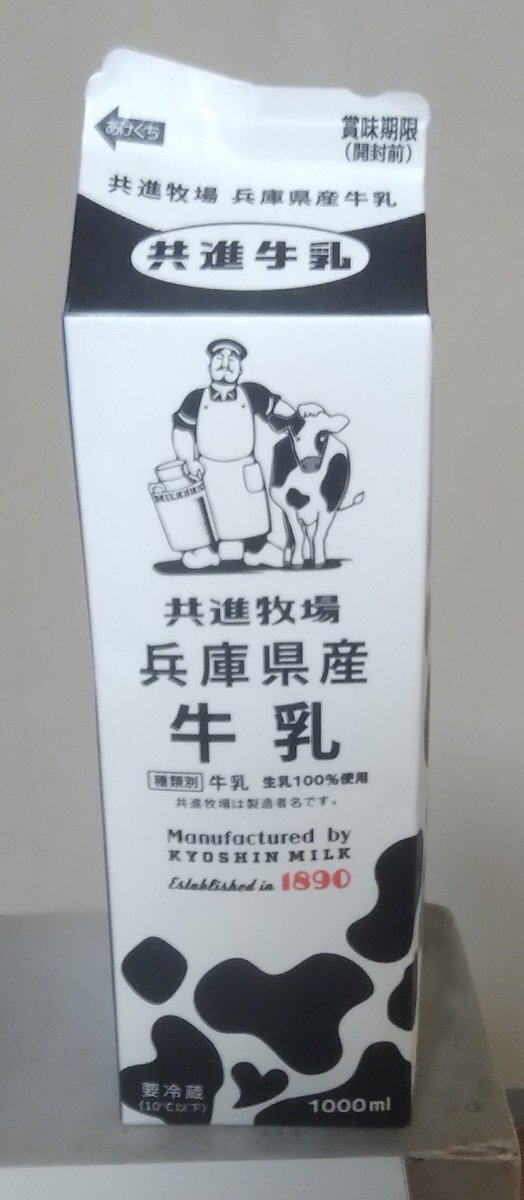 あけくち
賞味期限
(開封前)
共進牧場 兵庫県産牛乳
共進牛乳
MILK
共進牧場
兵庫県産
牛乳
種類別 牛乳 生乳100%使用
共進牧場は製造者名です。
Manufactured by
KYOSHIN MILK
Established in 1890
要冷蔵
(10℃以下)
1000ml